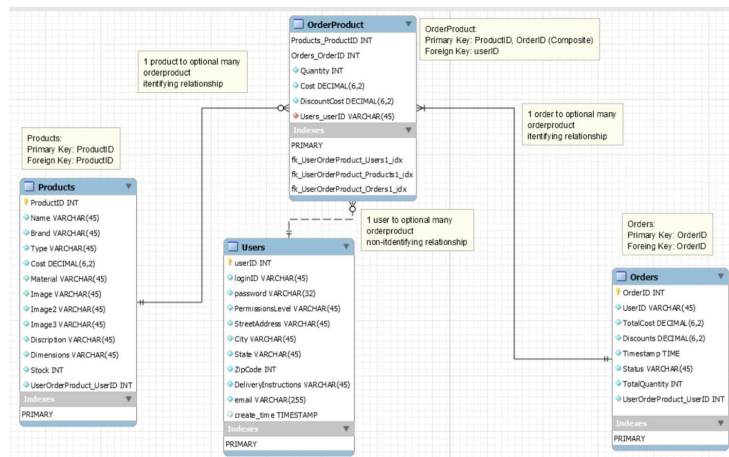 OrderProduct
Products_ProductID INT
Orders_OrderID INT
Quantity INT
Cost DECIMAL(6,2)
DiscountCost DECIMAL(6,2)
Users_userID VARCHAR(45)
Indexes
PRIMARY
fk_UserOrderProduct_Users1_idx
fk_UserOrderProduct_Products1_idx
fk_UserOrderProduct_Orders1_idx
OrderProduct:
Primary Key: ProductID, OrderID (Composite)
Foreign Key: userID
1 product to optional many
orderproduct
itentifying relationship
1 order to optional many
orderproduct
itentifying relationship
Products:
Primary Key: ProductID
Foreign Key: ProductID
Products
ProductID INT
Name VARCHAR(45)
Brand VARCHAR(45)
Type VARCHAR(45)
Cost DECIMAL(6,2)
Material VARCHAR(45)
Image VARCHAR(45)
Image2 VARCHAR(45)
Image3 VARCHAR(45)
Discription VARCHAR(45)
Dimensions VARCHAR(45)
Stock INT
UserOrderProduct_UserID INT
Indexes
PRIMARY
1 user to optional many
orderproduct
non-itdentifying relationship
Users
userID INT
loginID VARCHAR(45)
password VARCHAR(32)
PermissionsLevel VARCHAR(45)
StreetAddress VARCHAR(45)
City VARCHAR(45)
State VARCHAR(45)
ZipCode INT
DeliveryInstructions VARCHAR(45)
email VARCHAR(255)
create_time TIMESTAMP
Indexes
PRIMARY
Orders:
Primary Key: OrderID
Foreing Key: OrderID
Orders
OrderID INT
UserID VARCHAR(45)
TotalCost DECIMAL(6,2)
Discounts DECIMAL(6,2)
Timestamp TIME
Status VARCHAR(45)
TotalQuantity INT
UserOrderProduct_UserID INT
Indexes
PRIMARY